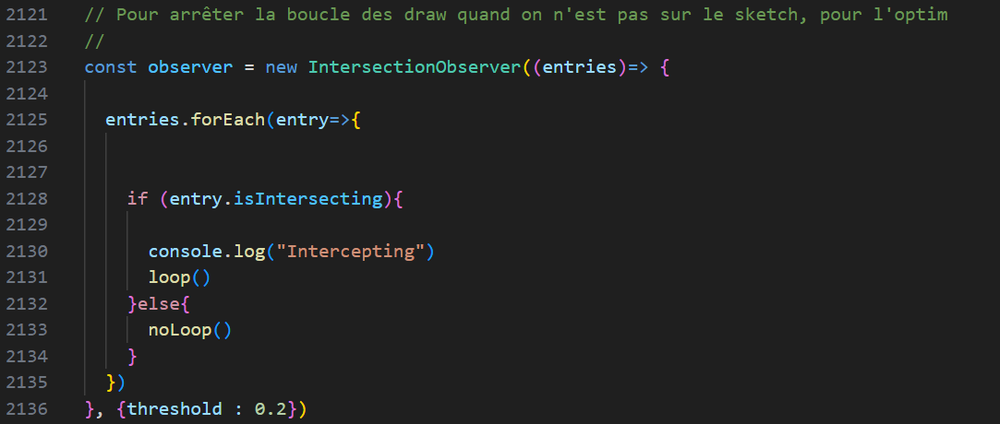 2121 // Pour arrêter la boucle des draw quand on n'est pas sur le sketch, pour l'optim
2122 //
2123 const observer = new IntersectionObserver((entries)=> {
2124
2125 entries.forEach(entry=>{
2126
2127
2128 if (entry.isIntersecting){
2129
2130 console.log("Intercepting")
2131 loop()
2132 }else{
2133 noLoop()
2134 }
2135 })
2136 }, {threshold : 0.2})